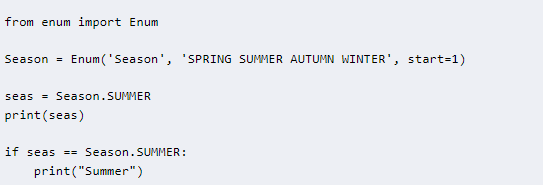 from enum import Enum
Season = Enum('Season', 'SPRING SUMMER AUTUMN WINTER', start=1)
seas = Season.SUMMER
print(seas)
if seas == Season.SUMMER:
    print("Summer")